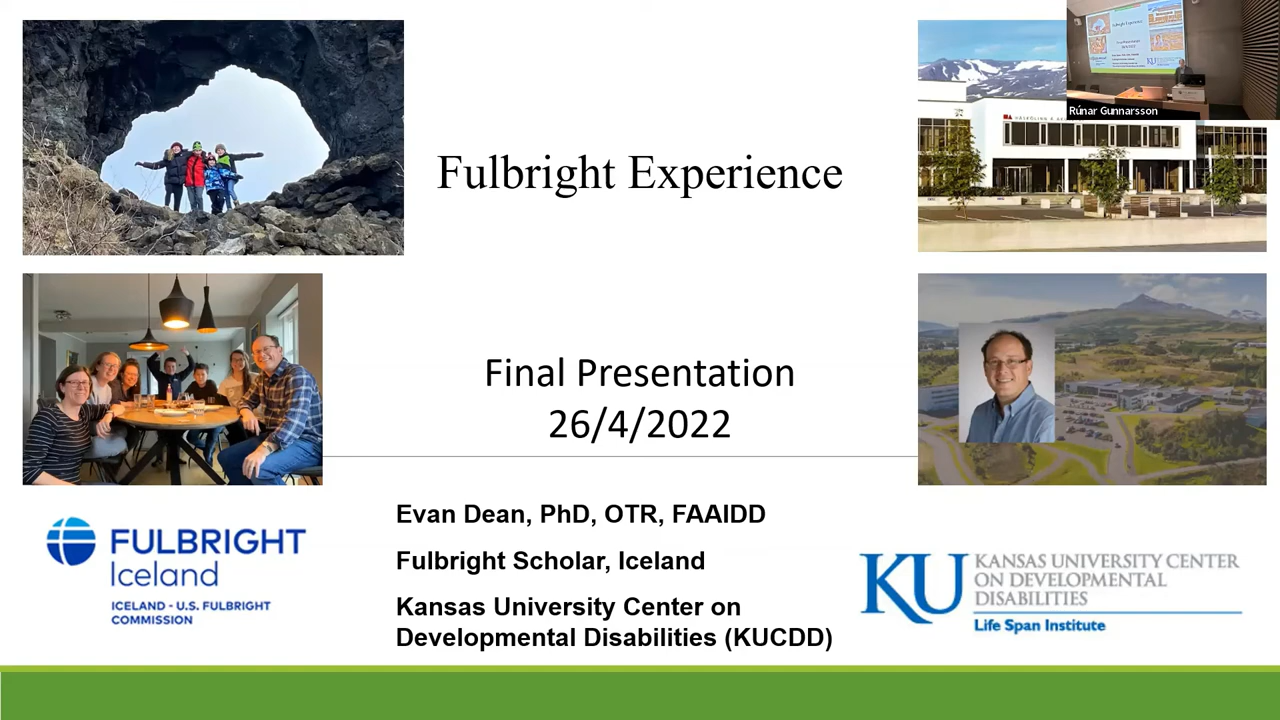 Fulbright Experience
Rúnar Gunnarsson
Final Presentation
26/4/2022
Evan Dean, PhD, OTR, FAAIDD
Fulbright Scholar, Iceland
Kansas University Center on
Developmental Disabilities (KUCDD)
FULBRIGHT
Iceland
ICELAND - U.S. FULBRIGHT
COMMISSION
KU
KANSAS UNIVERSITY CENTER
ON DEVELOPMENTAL
DISABILITIES
Life Span Institute